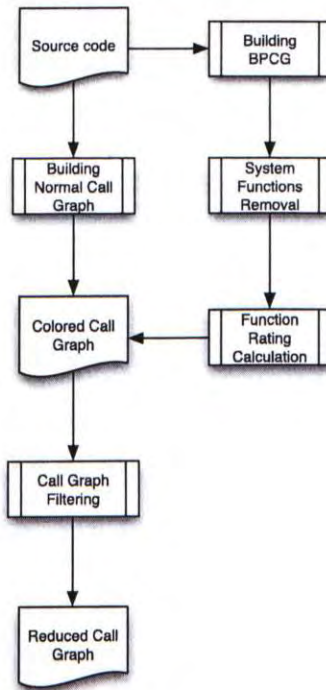 Source code
Building
BPCG
Building
Normal Call
Graph
System
Functions
Removal
Colored Call
Graph
Function
Rating
Calculation
Call Graph
Filtering
Reduced Call
Graph